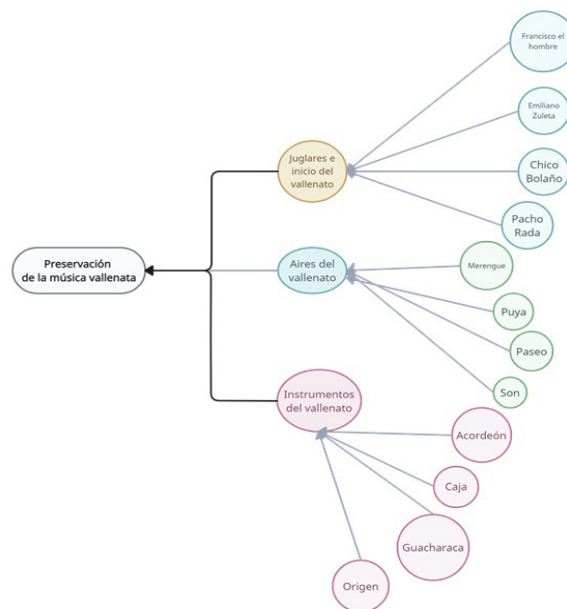 Francisco el
hombre
Emiliano
Zuleta
Juglares e
inicio del
vallenato
Chico
Bolaño
Pacho
Rada
Preservación
de la música vallenata
Aires del
vallenato
Merengue
Puya
Paseo
Son
Instrumentos
del vallenato
Acordeón
Caja
Guacharaca
Origen